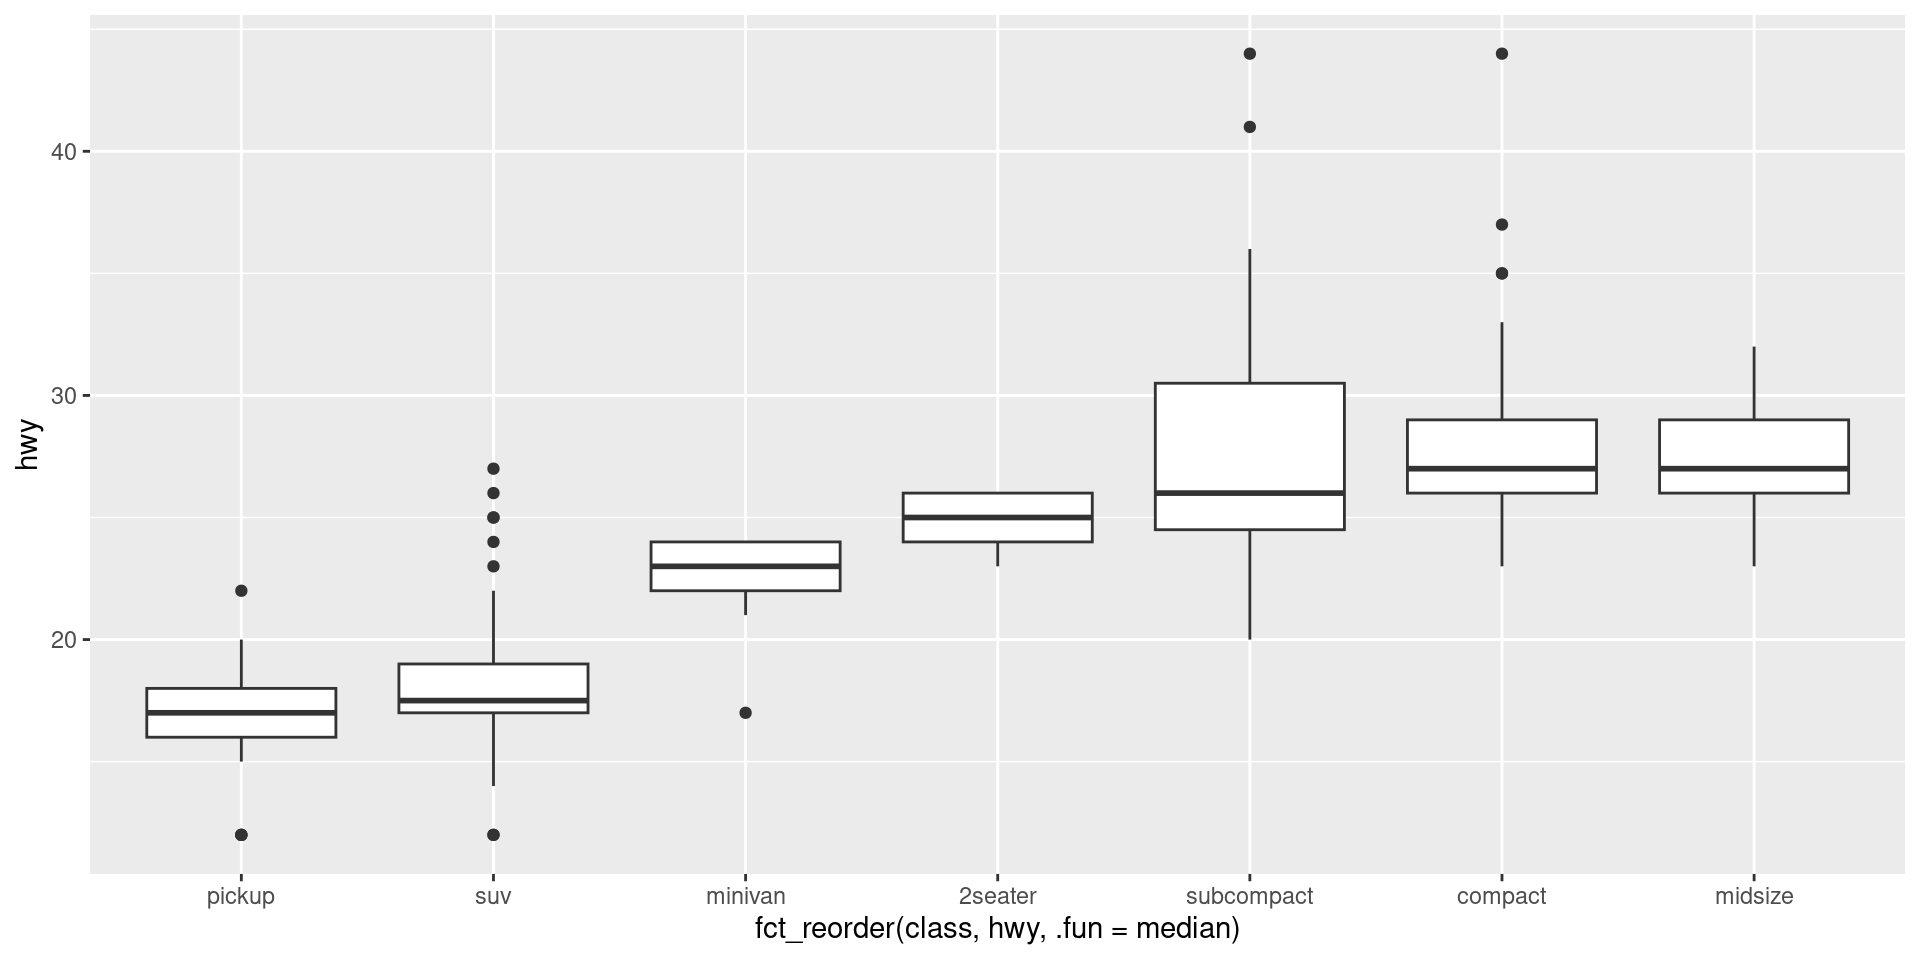 40
30
20
hwy
pickup suv minivan 2seater subcompact compact midsize
fct_reorder(class, hwy, .fun = median)